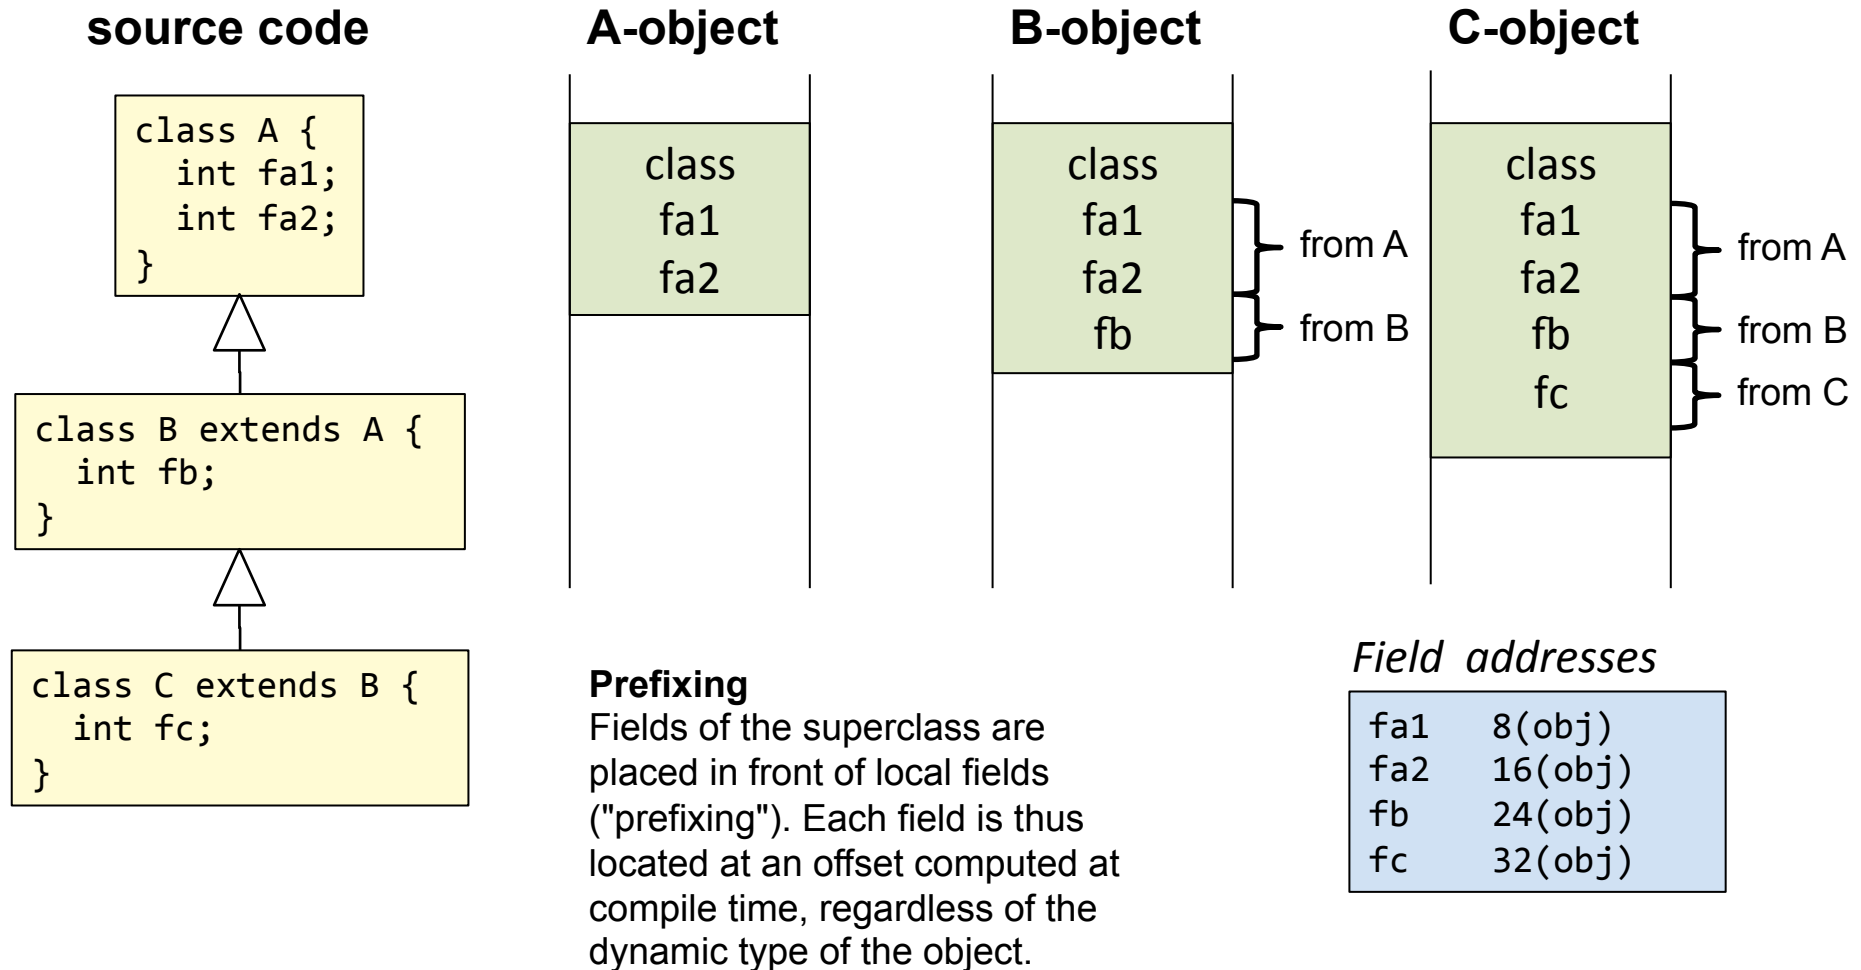 source code
class A {
  int fa1;
  int fa2;
}
class B extends A {
  int fb;
}
class C extends B {
  int fc;
}
A-object
class
fa1
fa2
B-object
class
fa1
fa2
fb
from A
from B
C-object
class
fa1
fa2
fb
fc
from A
from B
from C
Prefixing
Fields of the superclass are
placed in front of local fields
("prefixing"). Each field is thus
located at an offset computed at
compile time, regardless of the
dynamic type of the object.
Field addresses
fa1 8(obj)
fa2 16(obj)
fb 24(obj)
fc 32(obj)